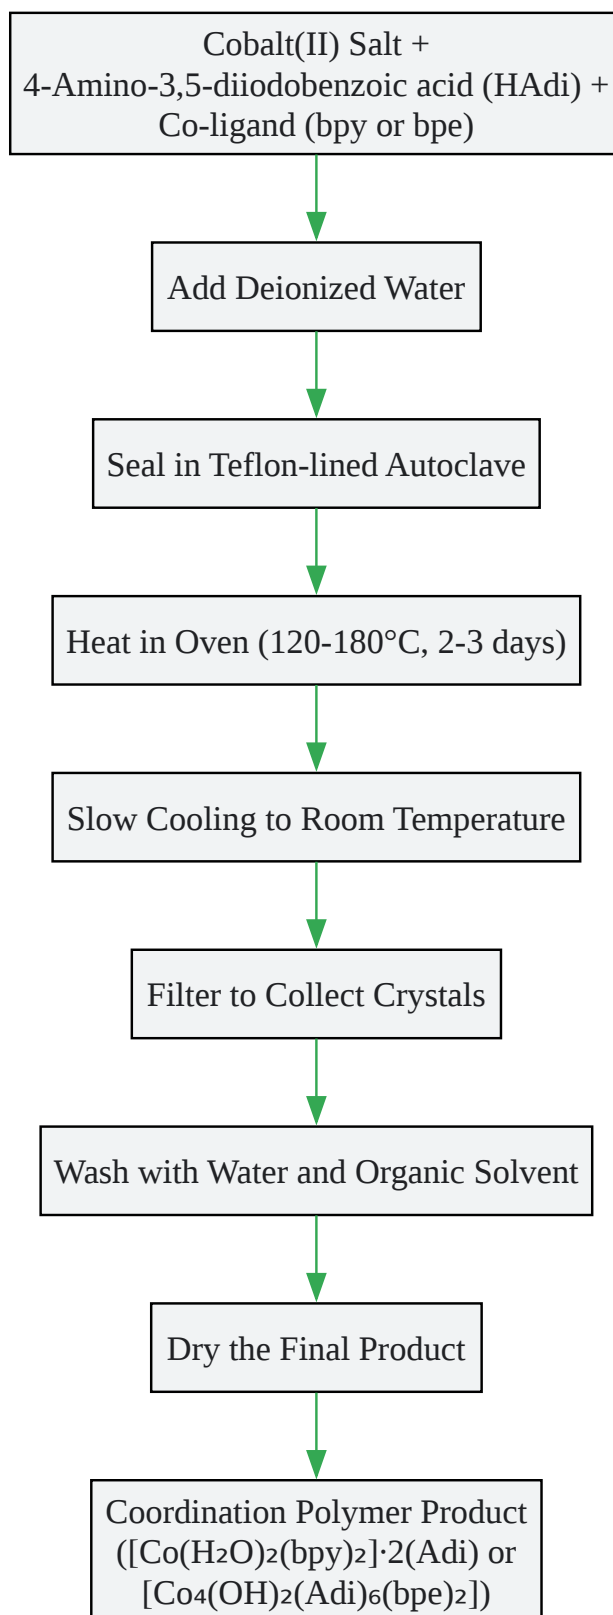 Cobalt(II) Salt +
4-Amino-3,5-diiodobenzoic acid (HAdi) +
Co-ligand (bpy or bpe)
Add Deionized Water
Seal in Teflon-lined Autoclave
Heat in Oven (120-180°C, 2-3 days)
Slow Cooling to Room Temperature
Filter to Collect Crystals
Wash with Water and Organic Solvent
Dry the Final Product
Coordination Polymer Product
([Co(H₂O)₂(bpy)₂]·2(Adi) or
[Co₄(OH)₂(Adi)₆(bpe)₂])